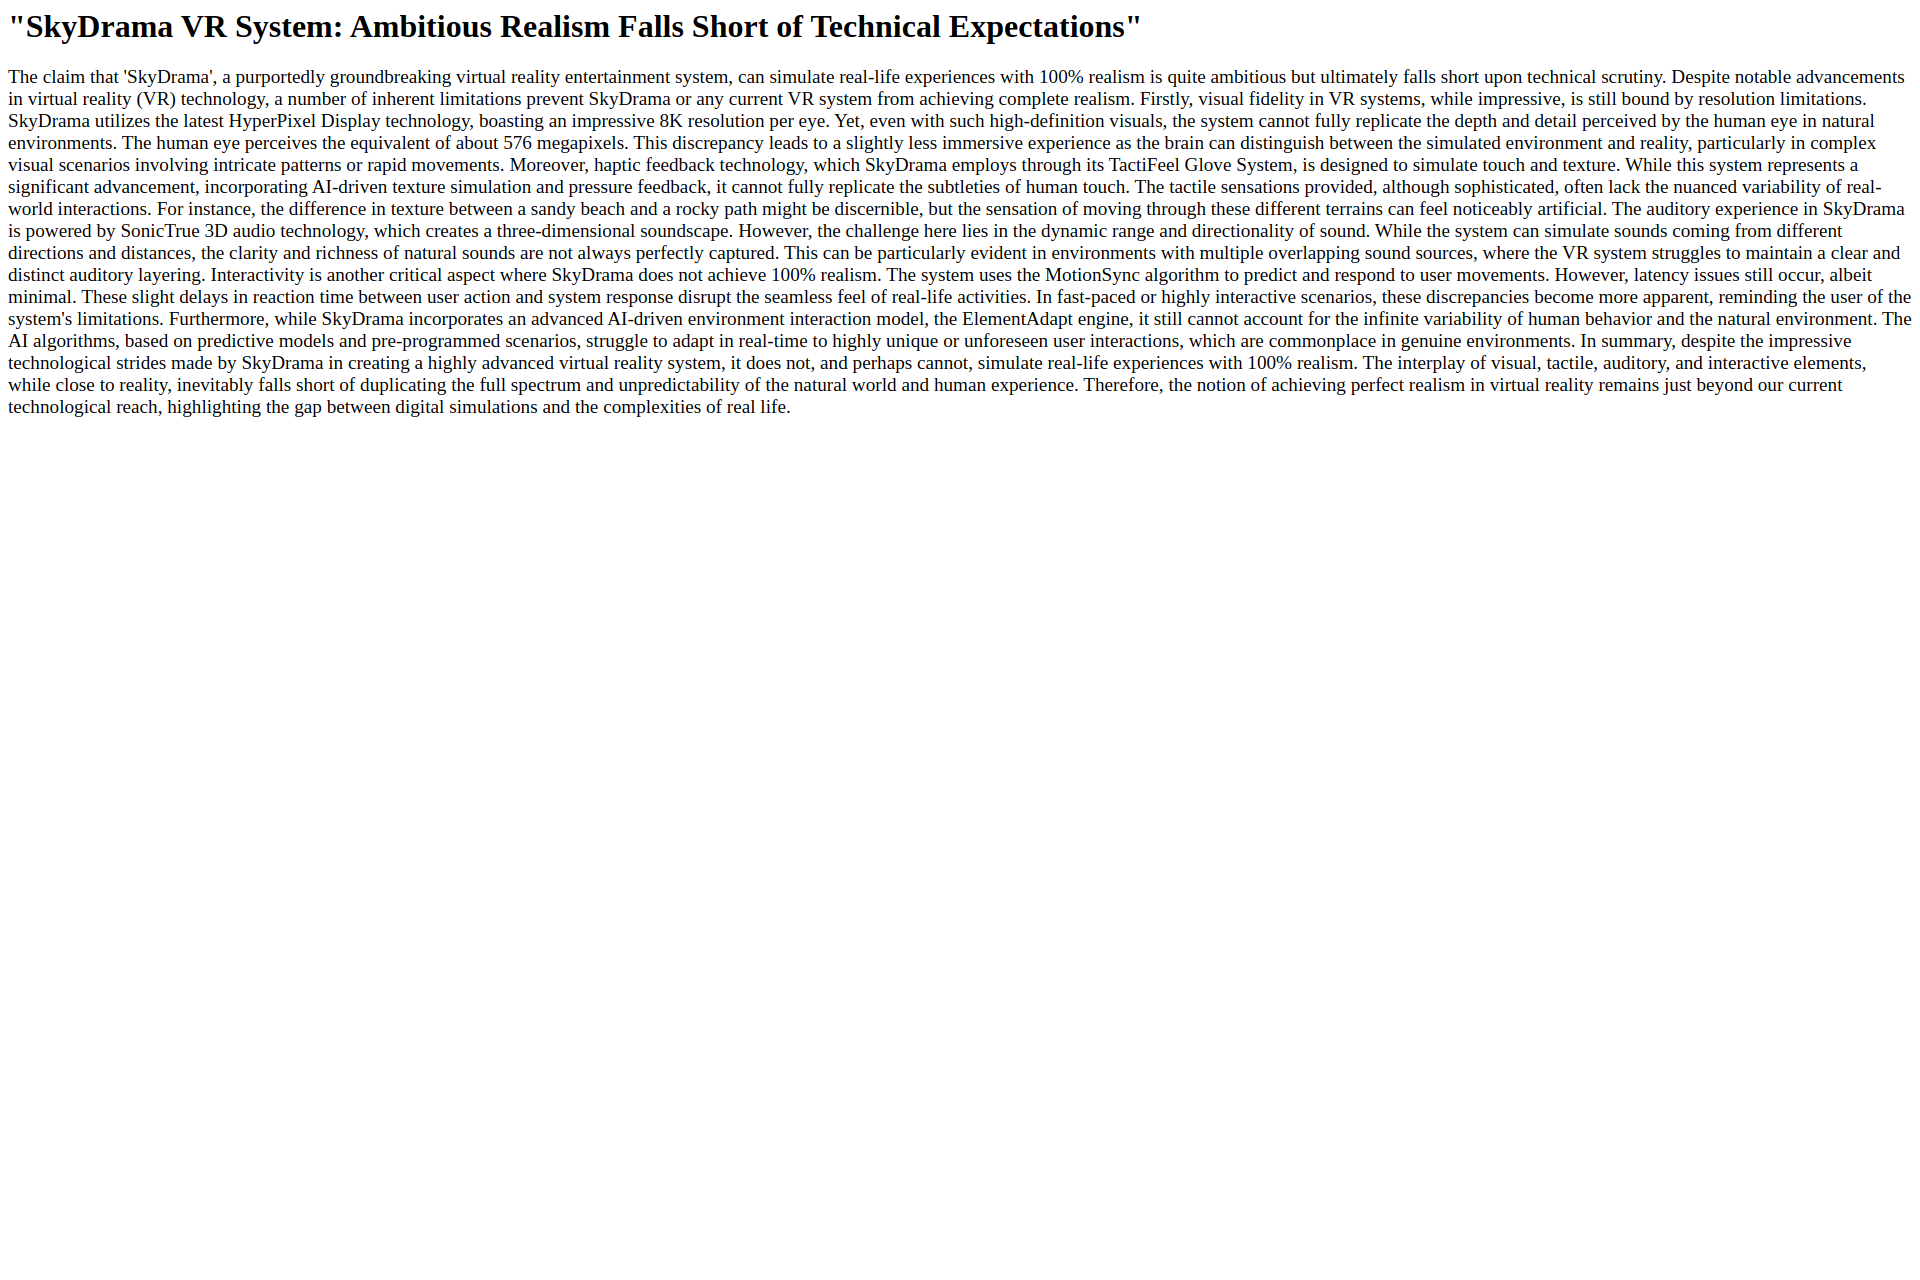 "SkyDrama VR System: Ambitious Realism Falls Short of Technical Expectations"
The claim that 'SkyDrama', a purportedly groundbreaking virtual reality entertainment system, can simulate real-life experiences with 100% realism is quite ambitious but ultimately falls short upon technical scrutiny. Despite notable advancements
in virtual reality (VR) technology, a number of inherent limitations prevent SkyDrama or any current VR system from achieving complete realism. Firstly, visual fidelity in VR systems, while impressive, is still bound by resolution limitations.
SkyDrama utilizes the latest HyperPixel Display technology, boasting an impressive 8K resolution per eye. Yet, even with such high-definition visuals, the system cannot fully replicate the depth and detail perceived by the human eye in natural
environments. The human eye perceives the equivalent of about 576 megapixels. This discrepancy leads to a slightly less immersive experience as the brain can distinguish between the simulated environment and reality, particularly in complex
visual scenarios involving intricate patterns or rapid movements. Moreover, haptic feedback technology, which SkyDrama employs through its TactiFeel Glove System, is designed to simulate touch and texture. While this system represents a
significant advancement, incorporating AI-driven texture simulation and pressure feedback, it cannot fully replicate the subtleties of human touch. The tactile sensations provided, although sophisticated, often lack the nuanced variability of real-
world interactions. For instance, the difference in texture between a sandy beach and a rocky path might be discernible, but the sensation of moving through these different terrains can feel noticeably artificial. The auditory experience in SkyDrama
is powered by SonicTrue 3D audio technology, which creates a three-dimensional soundscape. However, the challenge here lies in the dynamic range and directionality of sound. While the system can simulate sounds coming from different
directions and distances, the clarity and richness of natural sounds are not always perfectly captured. This can be particularly evident in environments with multiple overlapping sound sources, where the VR system struggles to maintain a clear and
distinct auditory layering. Interactivity is another critical aspect where SkyDrama does not achieve 100% realism. The system uses the MotionSync algorithm to predict and respond to user movements. However, latency issues still occur, albeit
minimal. These slight delays in reaction time between user action and system response disrupt the seamless feel of real-life activities. In fast-paced or highly interactive scenarios, these discrepancies become more apparent, reminding the user of the
system's limitations. Furthermore, while SkyDrama incorporates an advanced AI-driven environment interaction model, the ElementAdapt engine, it still cannot account for the infinite variability of human behavior and the natural environment. The
AI algorithms, based on predictive models and pre-programmed scenarios, struggle to adapt in real-time to highly unique or unforeseen user interactions, which are commonplace in genuine environments. In summary, despite the impressive
technological strides made by SkyDrama in creating a highly advanced virtual reality system, it does not, and perhaps cannot, simulate real-life experiences with 100% realism. The interplay of visual, tactile, auditory, and interactive elements,
while close to reality, inevitably falls short of duplicating the full spectrum and unpredictability of the natural world and human experience. Therefore, the notion of achieving perfect realism in virtual reality remains just beyond our current
technological reach, highlighting the gap between digital simulations and the complexities of real life.